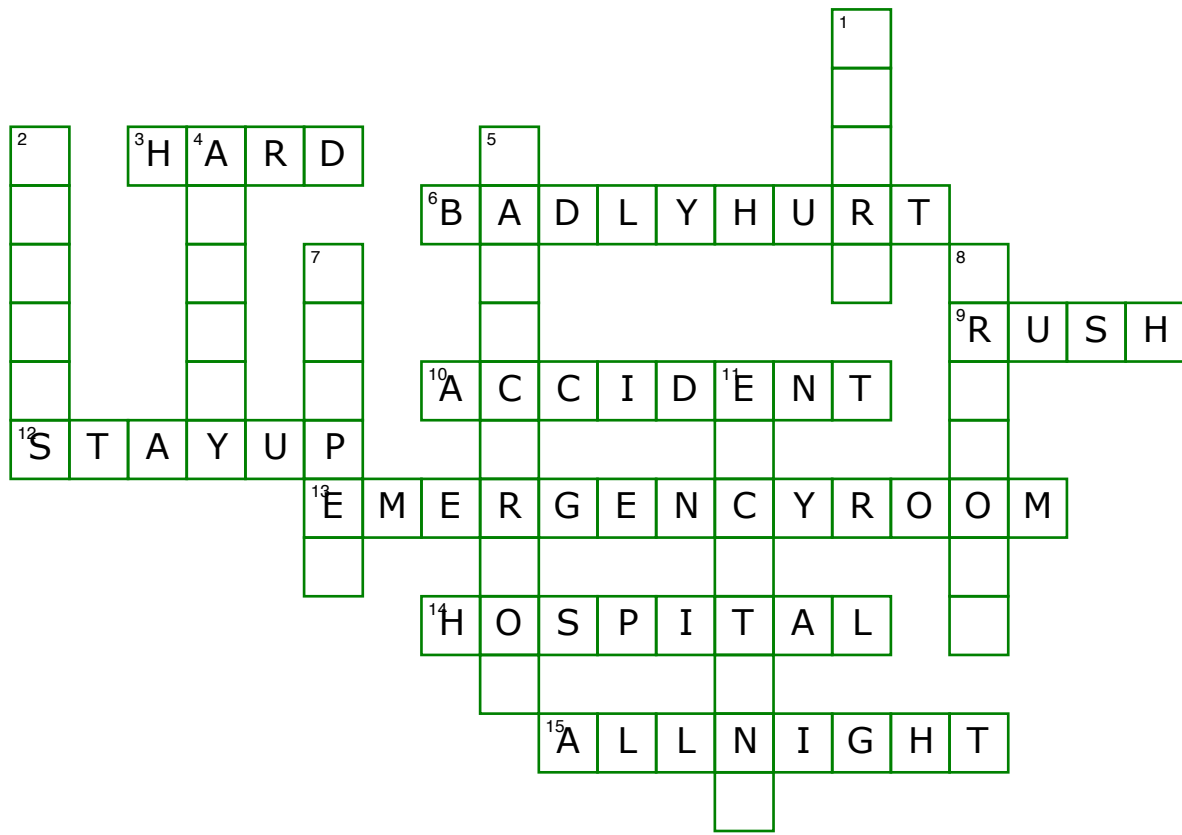 1
2 3 H 4 A R D 5
6 B A D L Y H U R T
7 8
9 R U S H
10 A C C I D 11 E N T
12 S T A Y U P
13 E M E R G E N C Y R O O M
14 H O S P I T A L
15 A L L N I G H T